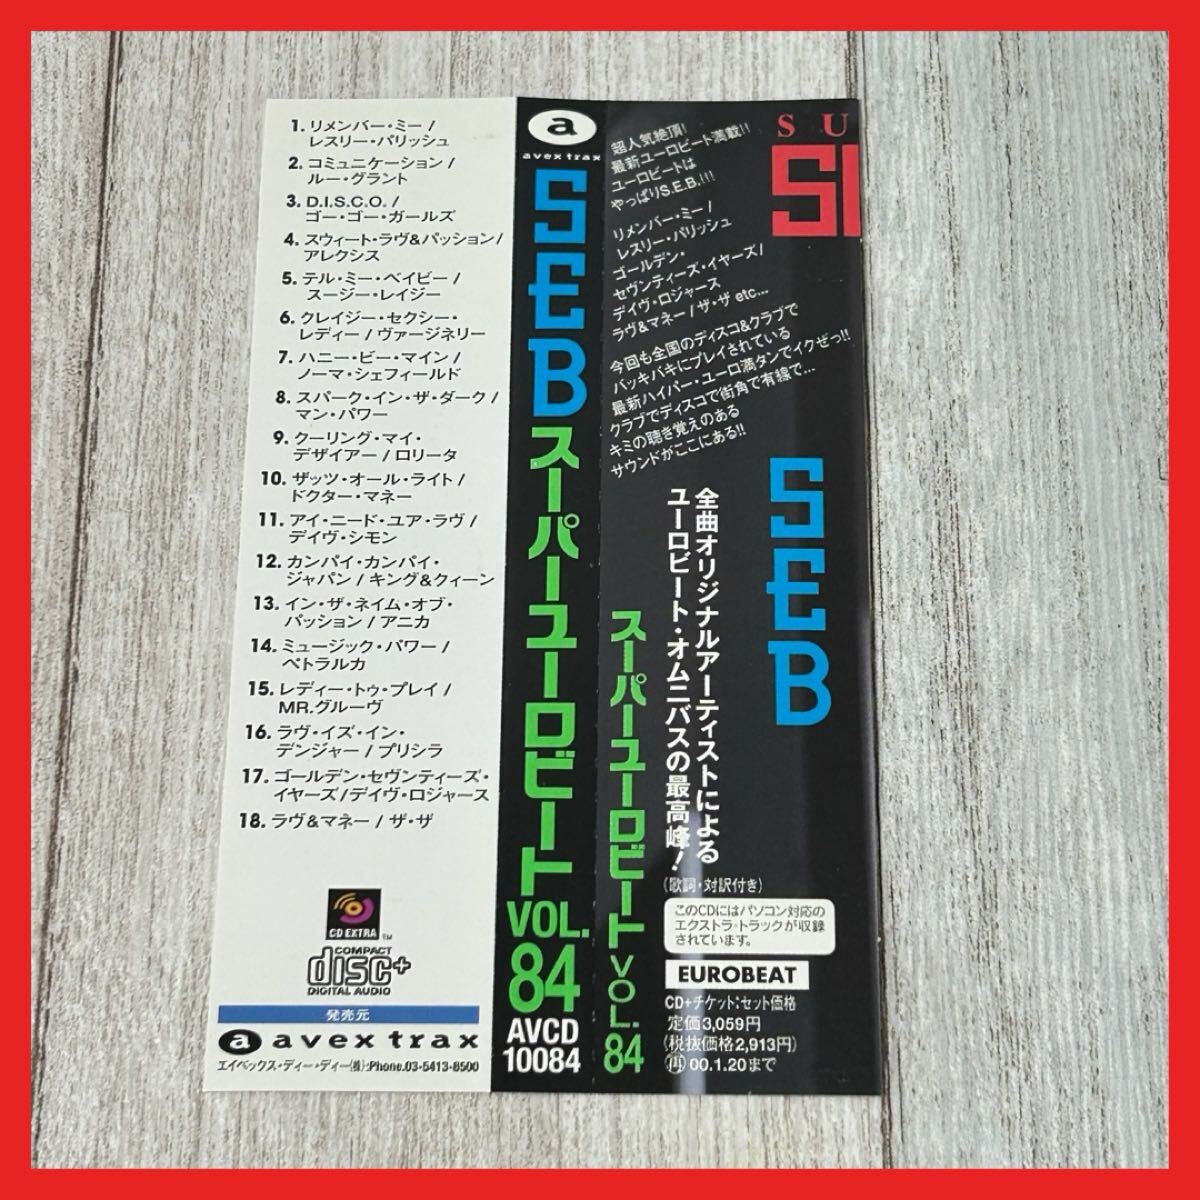 1. リメンバー・ミー /
レスリー・パリッシュ
2. コミュニケーション /
ルー・グラント
3. D.I.S.C.O. /
ゴー・ゴー・ガールズ
4. スウィート・ラヴ&パッション /
アレクシス
5. テル・ミー・ベイビー /
スージー・レイジー
6. クレイジー・セクシー・
レディー / ヴァージネリー
7. ハニー・ビー・マイン /
ノーマ・シェフィールド
8. スパーク・イン・ザ・ダーク /
マン・パワー
9. クーリング・マイ・
デザイアー / ロリータ
10. ザッツ・オール・ライト /
ドクター・マネー
11. アイ・ニード・ユア・ラヴ /
デイヴ・シモン
12. カンパイ・カンパイ・
ジャパン / キング&クィーン
13. イン・ザ・ネイム・オブ・
パッション / アニカ
14. ミュージック・パワー /
ペトラルカ
15. レディー・トゥ・プレイ /
MR.グルーヴ
16. ラヴ・イズ・イン・
デンジャー / プリシラ
17. ゴールデン・セヴンティーズ・
イヤーズ/デイヴ・ロジャース
18. ラヴ&マネー / ザ・ザ
CD EXTRA TM
COMPACT
disc+
DIGITAL AUDIO
発売元
a avex trax
エイベックス・ディー・ディー(株):Phone.03-5413-8500
a
avex trax
SEB
スーパーユーロビート
VOL.
84
AVCD
10084
超人気絶頂!
最新ユーロビート満載!!
ユーロビートは
やっぱりS.E.B.!!!
リメンバー・ミー /
レスリー・パリッシュ
ゴールデン・
セヴンティーズ・イヤーズ/
デイヴ・ロジャース
ラヴ&マネー / ザ・ザ etc...
今回も全国のディスコ&クラブで
バッキバキにプレイされている
最新ハイパー・ユーロ満タンでイクぜっ!!
クラブでディスコで街角で有線で...
キミの聴き覚えのある
サウンドがここにある!!
SU
SEB
全曲オリジナルアーティストによる
ユーロビート・オムニバスの最高峰!
(歌詞・対訳付き)
スーパーユーロビートVOL.84
このCDにはパソコン対応の
エクストラ・トラックが収録
されています。
EUROBEAT
CD+チケット:セット価格
定価3,059円
(税抜価格2,913円)
再00.1.20まで